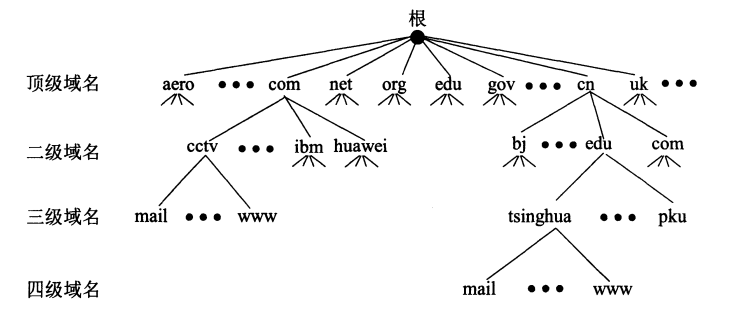 根
顶级域名 aero ••• com net org edu gov ••• cn uk •••
二级域名 cctv ••• ibm huawei bj ••• edu com
三级域名 mail ••• www tsinghua ••• pku
四级域名 mail ••• www